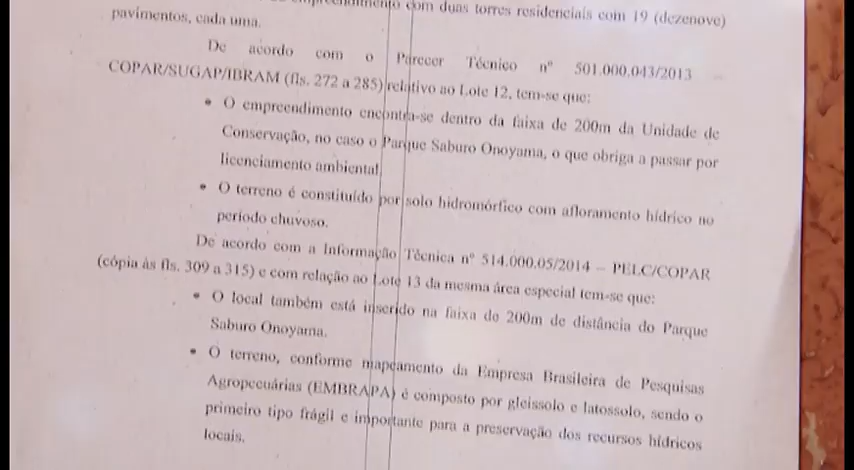 empreendimento com duas torres residenciais com 19 (dezenove)
pavimentos, cada uma.
De acordo com o Parecer Técnico nº 501.000.043/2013 –
COPAR/SUGAP/IBRAM (fls. 272 a 285) relativo ao Lote 12, tem-se que:
• O empreendimento encontra-se dentro da faixa de 200m da Unidade de
Conservação, no caso o Parque Saburo Onoyama, o que obriga a passar por
licenciamento ambiental.
• O terreno é constituído por solo hidromórfico com afloramento hídrico no
período chuvoso.
De acordo com a Informação Técnica nº 514.000.05/2014 – PELC/COPAR
(cópia às fls. 309 a 315) e com relação ao Lote 13 da mesma área especial tem-se que:
• O local também está inserido na faixa de 200m de distância do Parque
Saburo Onoyama.
• O terreno, conforme mapeamento da Empresa Brasileira de Pesquisas
Agropecuárias (EMBRAPA) é composto por gleissolo e latossolo, sendo o
primeiro tipo frágil e importante para a preservação dos recursos hídricos
locais.